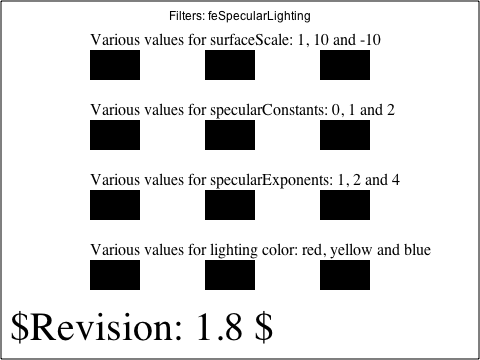 Filters: feSpecularLighting
Various values for surfaceScale: 1, 10 and -10
Various values for specularConstants: 0, 1 and 2
Various values for specularExponents: 1, 2 and 4
Various values for lighting color: red, yellow and blue
$Revision: 1.8 $